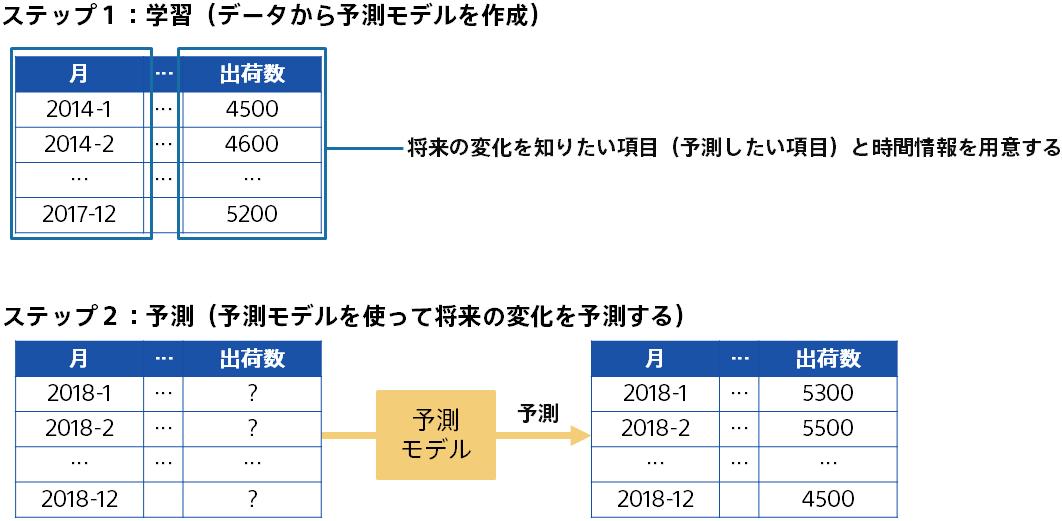 ステップ1：学習（データから予測モデルを作成）
月 … 出荷数
2014-1 … 4500
2014-2 … 4600
… … …
2017-12 5200
将来の変化を知りたい項目（予測したい項目）と時間情報を用意する
ステップ2：予測（予測モデルを使って将来の変化を予測する）
月 … 出荷数
2018-1 … ?
2018-2 … ?
… … …
2018-12 ?
予測
モデル
予測
月 … 出荷数
2018-1 … 5300
2018-2 … 5500
… … …
2018-12 4500